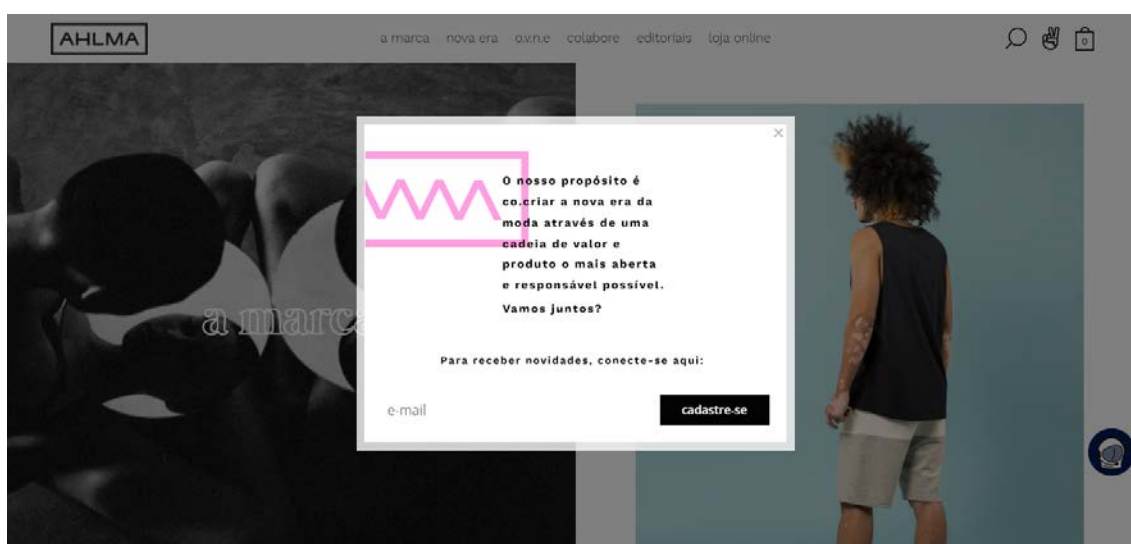 AHLMA
a marca nova era o.v.n.e colabore editoriais loja online
0
O nosso propósito é
co.criar a nova era da
moda através de uma
cadeia de valor e
produto o mais aberta
e responsável possível.
Vamos juntos?
a marca
Para receber novidades, conecte-se aqui:
e-mail
cadastre-se